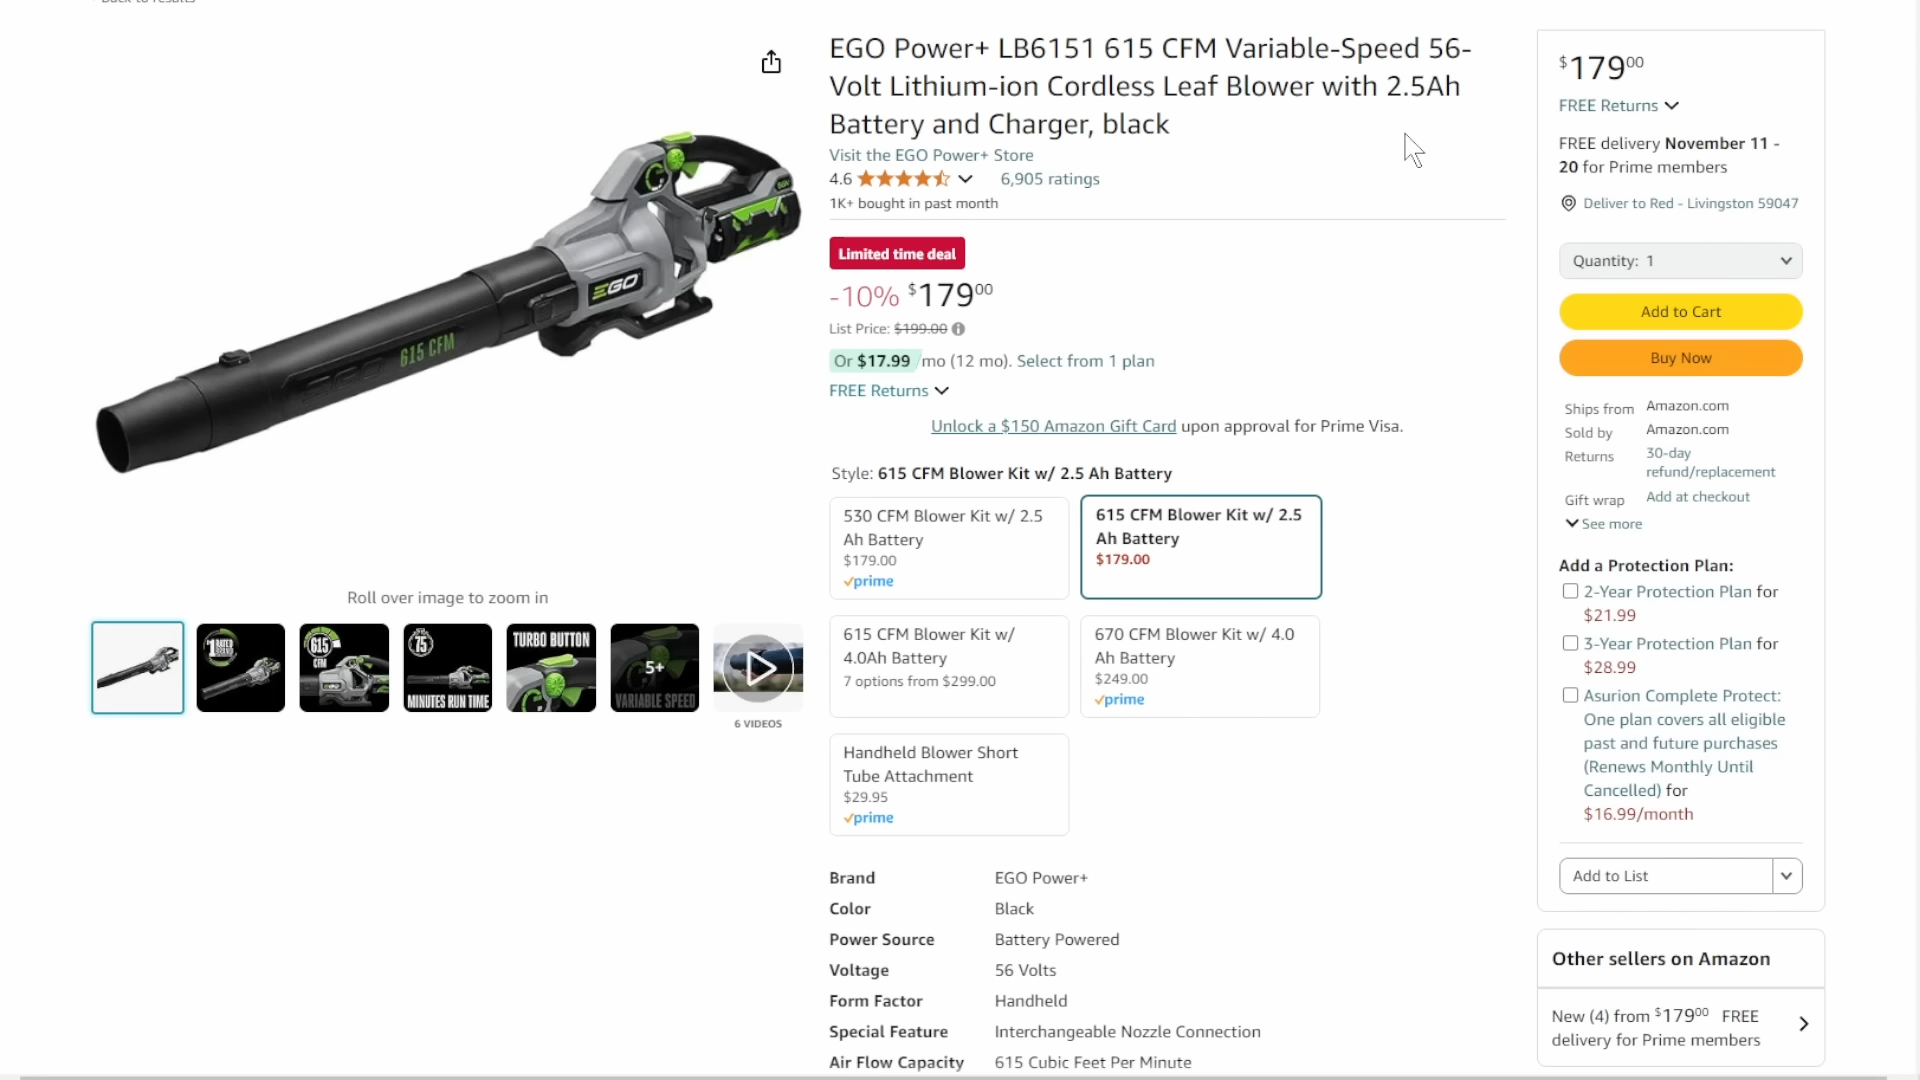 Back to results
EGO Power+ LB6151 615 CFM Variable-Speed 56-
Volt Lithium-ion Cordless Leaf Blower with 2.5Ah
Battery and Charger, black
Visit the EGO Power+ Store
4.6
6,905 ratings
1K+ bought in past month
Limited time deal
-10% $17900
List Price: $199.00
Or $17.99 /mo (12 mo). Select from 1 plan
FREE Returns
Unlock a $150 Amazon Gift Card upon approval for Prime Visa.
Style: 615 CFM Blower Kit w/ 2.5 Ah Battery
530 CFM Blower Kit w/ 2.5
Ah Battery
$179.00
prime
615 CFM Blower Kit w/ 2.5
Ah Battery
$179.00
615 CFM Blower Kit w/
4.0Ah Battery
7 options from $299.00
670 CFM Blower Kit w/ 4.0
Ah Battery
$249.00
prime
Handheld Blower Short
Tube Attachment
$29.95
prime
Brand EGO Power+
Color Black
Power Source Battery Powered
Voltage 56 Volts
Form Factor Handheld
Special Feature Interchangeable Nozzle Connection
Air Flow Capacity 615 Cubic Feet Per Minute
EGO
615 CFM
Roll over image to zoom in
#1 RATED
615
CFM
75
MINUTES RUN TIME
TURBO BUTTON
5+
VARIABLE SPEED
6 VIDEOS
$17900
FREE Returns
FREE delivery November 11 -
20 for Prime members
Deliver to Red - Livingston 59047
Quantity: 1
Add to Cart
Buy Now
Ships from Amazon.com
Sold by Amazon.com
Returns 30-day
refund/replacement
Gift wrap Add at checkout
See more
Add a Protection Plan:
2-Year Protection Plan for
$21.99
3-Year Protection Plan for
$28.99
Asurion Complete Protect:
One plan covers all eligible
past and future purchases
(Renews Monthly Until
Cancelled) for
$16.99/month
Add to List
Other sellers on Amazon
New (4) from $17900 FREE
delivery for Prime members